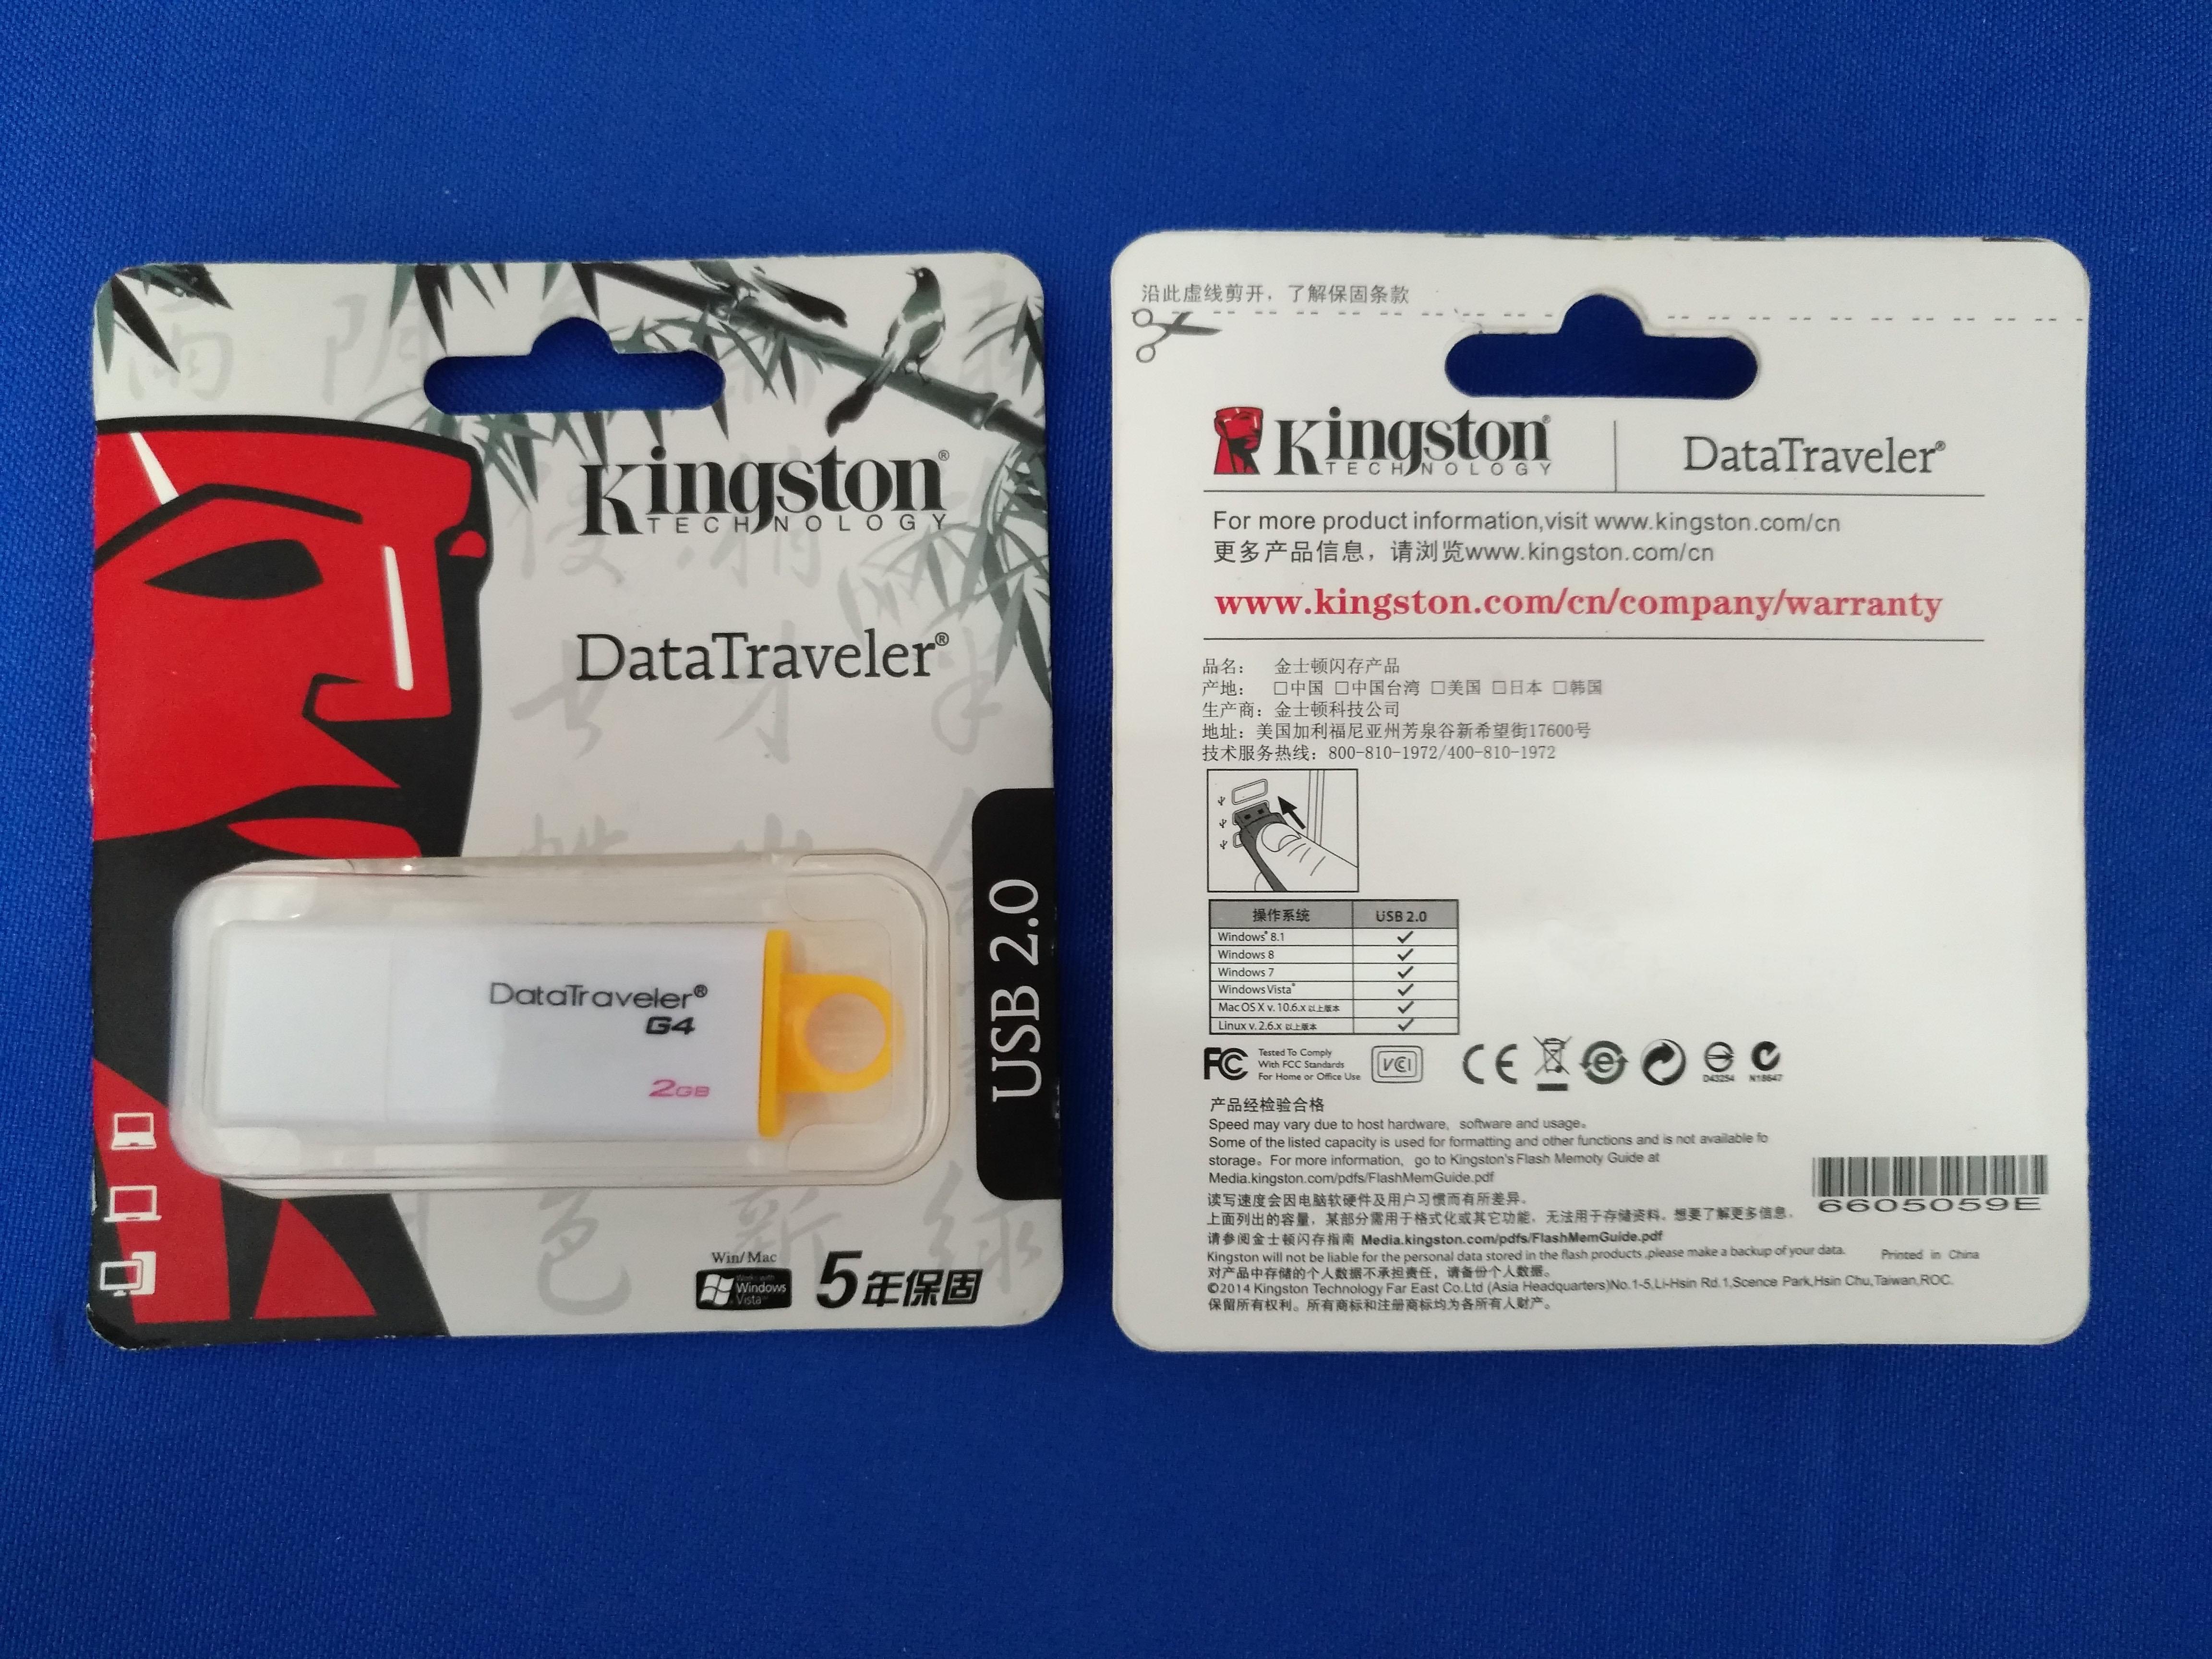 Kingston®
TECHNOLOGY
DataTraveler®
DataTraveler®
G4
2GB
USB 2.0
Win/Mac
Works with
Windows
Vista™
5年保固
沿此虚线剪开，了解保固条款
Kingston®
TECHNOLOGY
DataTraveler®
For more product information,visit www.kingston.com/cn
更多产品信息，请浏览www.kingston.com/cn
www.kingston.com/cn/company/warranty
品名： 金士顿闪存产品
产地： □中国 □中国台湾 □美国 □日本 □韩国
生产商：金士顿科技公司
地址：美国加利福尼亚州芳泉谷新希望街17600号
技术服务热线：800-810-1972/400-810-1972
操作系统 USB 2.0
Windows® 8.1 ✓
Windows 8 ✓
Windows 7 ✓
Windows Vista® ✓
Mac OS X v. 10.6.x 以上版本 ✓
Linux v. 2.6.x 以上版本 ✓
FC Tested To Comply
With FCC Standards
For Home or Office Use
VCI
CE
D43254
N18647
产品经检验合格
Speed may vary due to host hardware, software and usage。
Some of the listed capacity is used for formatting and other functions and is not available fo
storage。For more information, go to Kingston's Flash Memoty Guide at
Media.kingston.com/pdfs/FlashMemGuide.pdf
读写速度会因电脑软硬件及用户习惯而有所差异。
上面列出的容量，某部分需用于格式化或其它功能，无法用于存储资料。想要了解更多信息，
请参阅金士顿闪存指南 Media.kingston.com/pdfs/FlashMemGuide.pdf
Kingston will not be liable for the personal data stored in the flash products ,please make a backup of your data.
Printed in China
对产品中存储的个人数据不承担责任，请备份个人数据。
©2014 Kingston Technology Far East Co.Ltd (Asia Headquarters)No.1-5,Li-Hsin Rd.1,Scence Park,Hsin Chu,Taiwan,ROC.
保留所有权利。所有商标和注册商标均为各所有人财产。
6605059E